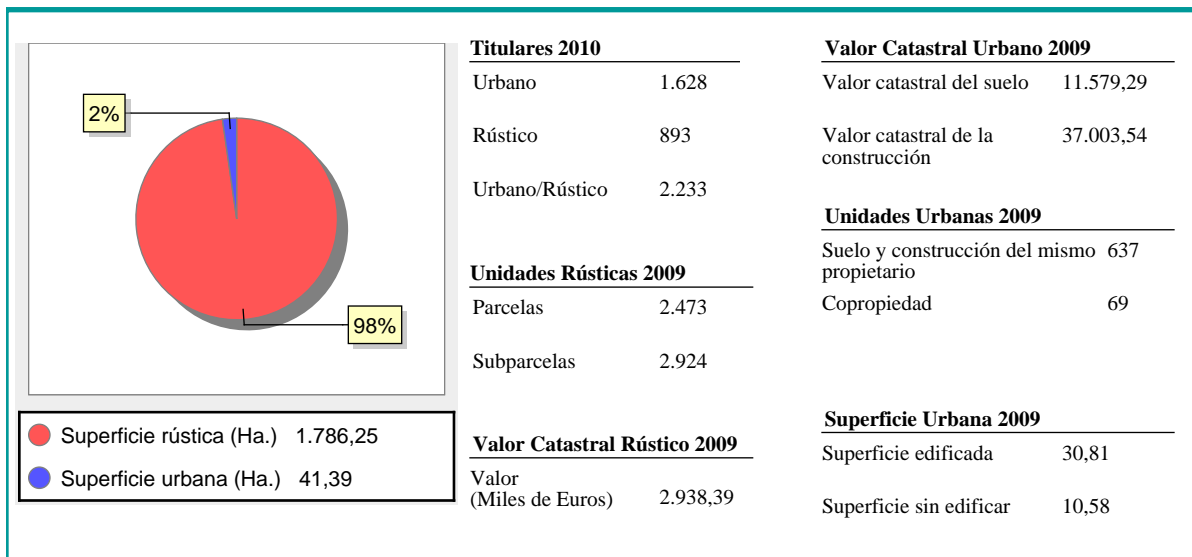 2%
98%
Superficie rústica (Ha.) 1.786,25
Superficie urbana (Ha.) 41,39
Titulares 2010
Urbano 1.628
Rústico 893
Urbano/Rústico 2.233
Unidades Rústicas 2009
Parcelas 2.473
Subparcelas 2.924
Valor Catastral Rústico 2009
Valor
(Miles de Euros) 2.938,39
Valor Catastral Urbano 2009
Valor catastral del suelo 11.579,29
Valor catastral de la 37.003,54
construcción
Unidades Urbanas 2009
Suelo y construcción del mismo 637
propietario
Copropiedad 69
Superficie Urbana 2009
Superficie edificada 30,81
Superficie sin edificar 10,58